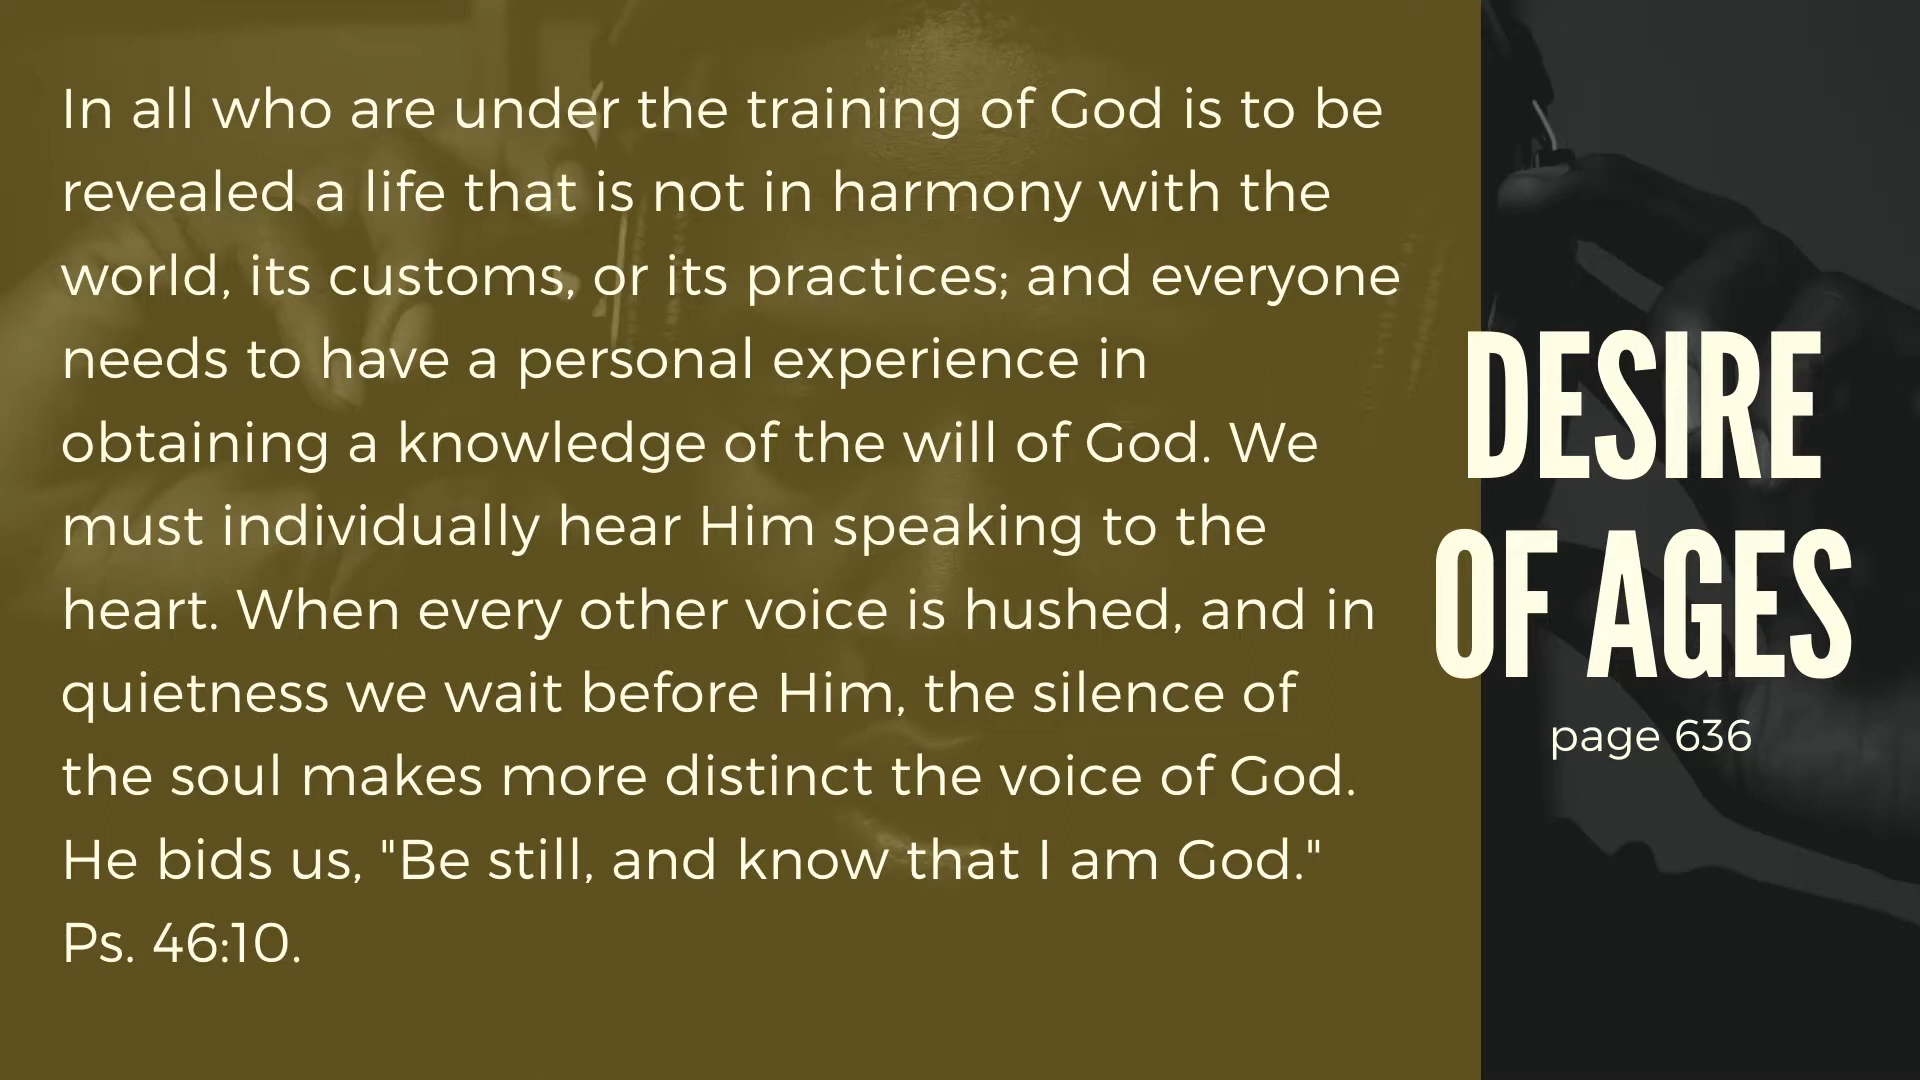 In all who are under the training of God is to be
revealed a life that is not in harmony with the
world, its customs, or its practices; and everyone
needs to have a personal experience in
obtaining a knowledge of the will of God. We
must individually hear Him speaking to the
heart. When every other voice is hushed, and in
quietness we wait before Him, the silence of
the soul makes more distinct the voice of God.
He bids us, "Be still, and know that I am God."
Ps. 46:10.
DESIRE
OF AGES
page 636